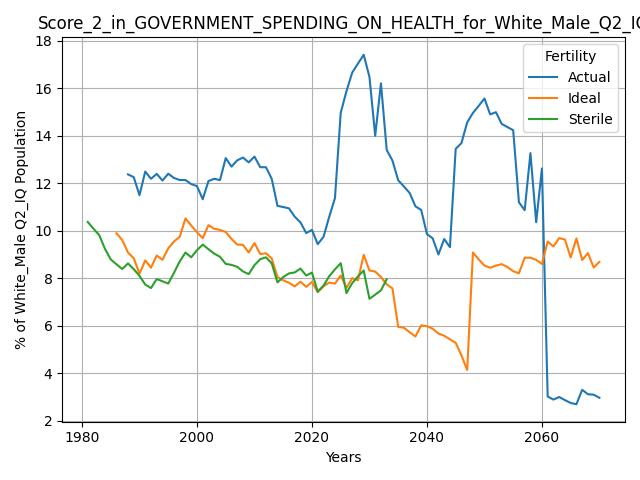 Score_2_in_GOVERNMENT_SPENDING_ON_HEALTH_for_White_Male_Q2_IQ
Fertility
Actual
Ideal
Sterile
% of White_Male Q2_IQ Population
18
16
14
12
10
8
6
4
2
1980 2000 2020 2040 2060
Years